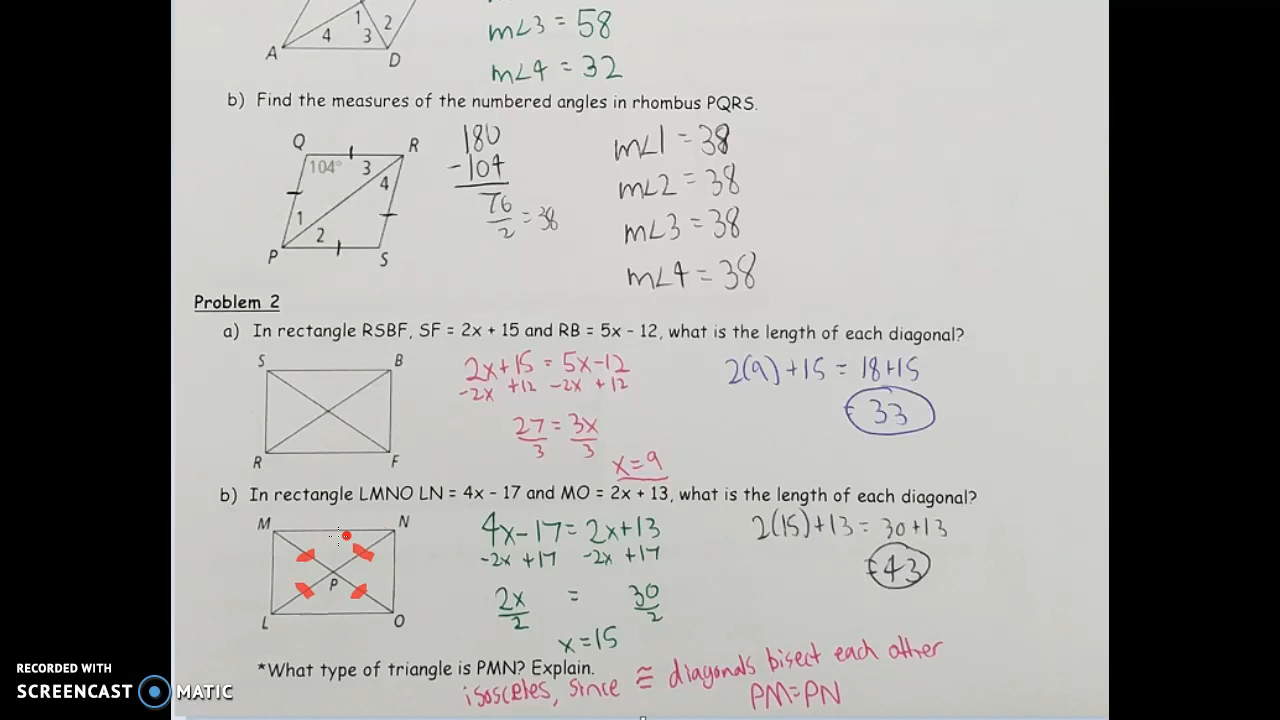 1 2
4 3
A
D
m∠3 = 58
m∠4 = 32
b) Find the measures of the numbered angles in rhombus PQRS.
Q
R
104°
3
4
1
2
P
S
180
-104
76
2
= 38
m∠1 = 38
m∠2 = 38
m∠3 = 38
m∠4 = 38
Problem 2
a) In rectangle RSBF, SF = 2x + 15 and RB = 5x - 12, what is the length of each diagonal?
S
B
R
F
2x+15 = 5x-12
-2x +12 -2x +12
27 = 3x
3 3
x=9
2(9)+15 = 18+15
= 33
b) In rectangle LMNO LN = 4x - 17 and MO = 2x + 13, what is the length of each diagonal?
M
N
P
L
O
4x-17 = 2x+13
-2x +17 -2x +17
2x = 30
2 2
x=15
2(15)+13 = 30+13
= 43
*What type of triangle is PMN? Explain.
isosceles, since ≅ diagonals bisect each other
PM=PN
RECORDED WITH
SCREENCAST MATIC